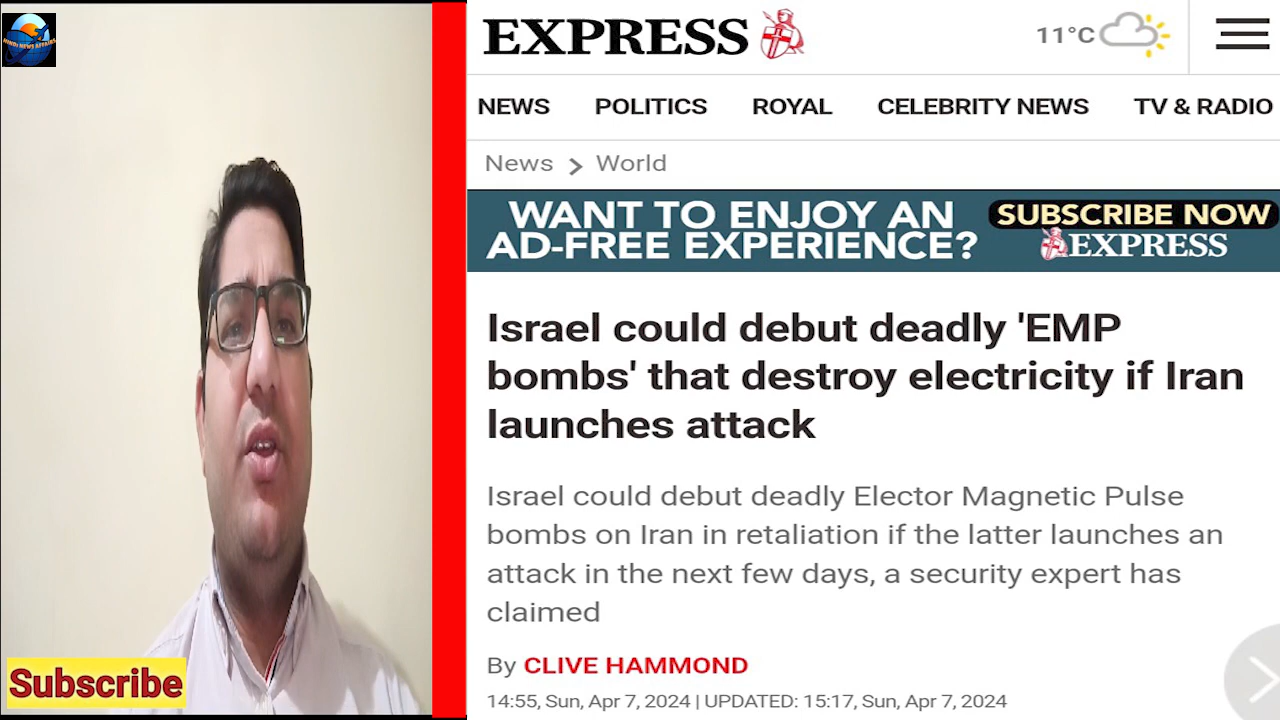 HINDI NEWS AFFAIRS
Subscribe
EXPRESS
11°C
NEWS POLITICS ROYAL CELEBRITY NEWS TV & RADIO
News > World
WANT TO ENJOY AN
AD-FREE EXPERIENCE?
SUBSCRIBE NOW
EXPRESS
Israel could debut deadly 'EMP
bombs' that destroy electricity if Iran
launches attack
Israel could debut deadly Elector Magnetic Pulse
bombs on Iran in retaliation if the latter launches an
attack in the next few days, a security expert has
claimed
By CLIVE HAMMOND
14:55, Sun, Apr 7, 2024 | UPDATED: 15:17, Sun, Apr 7, 2024